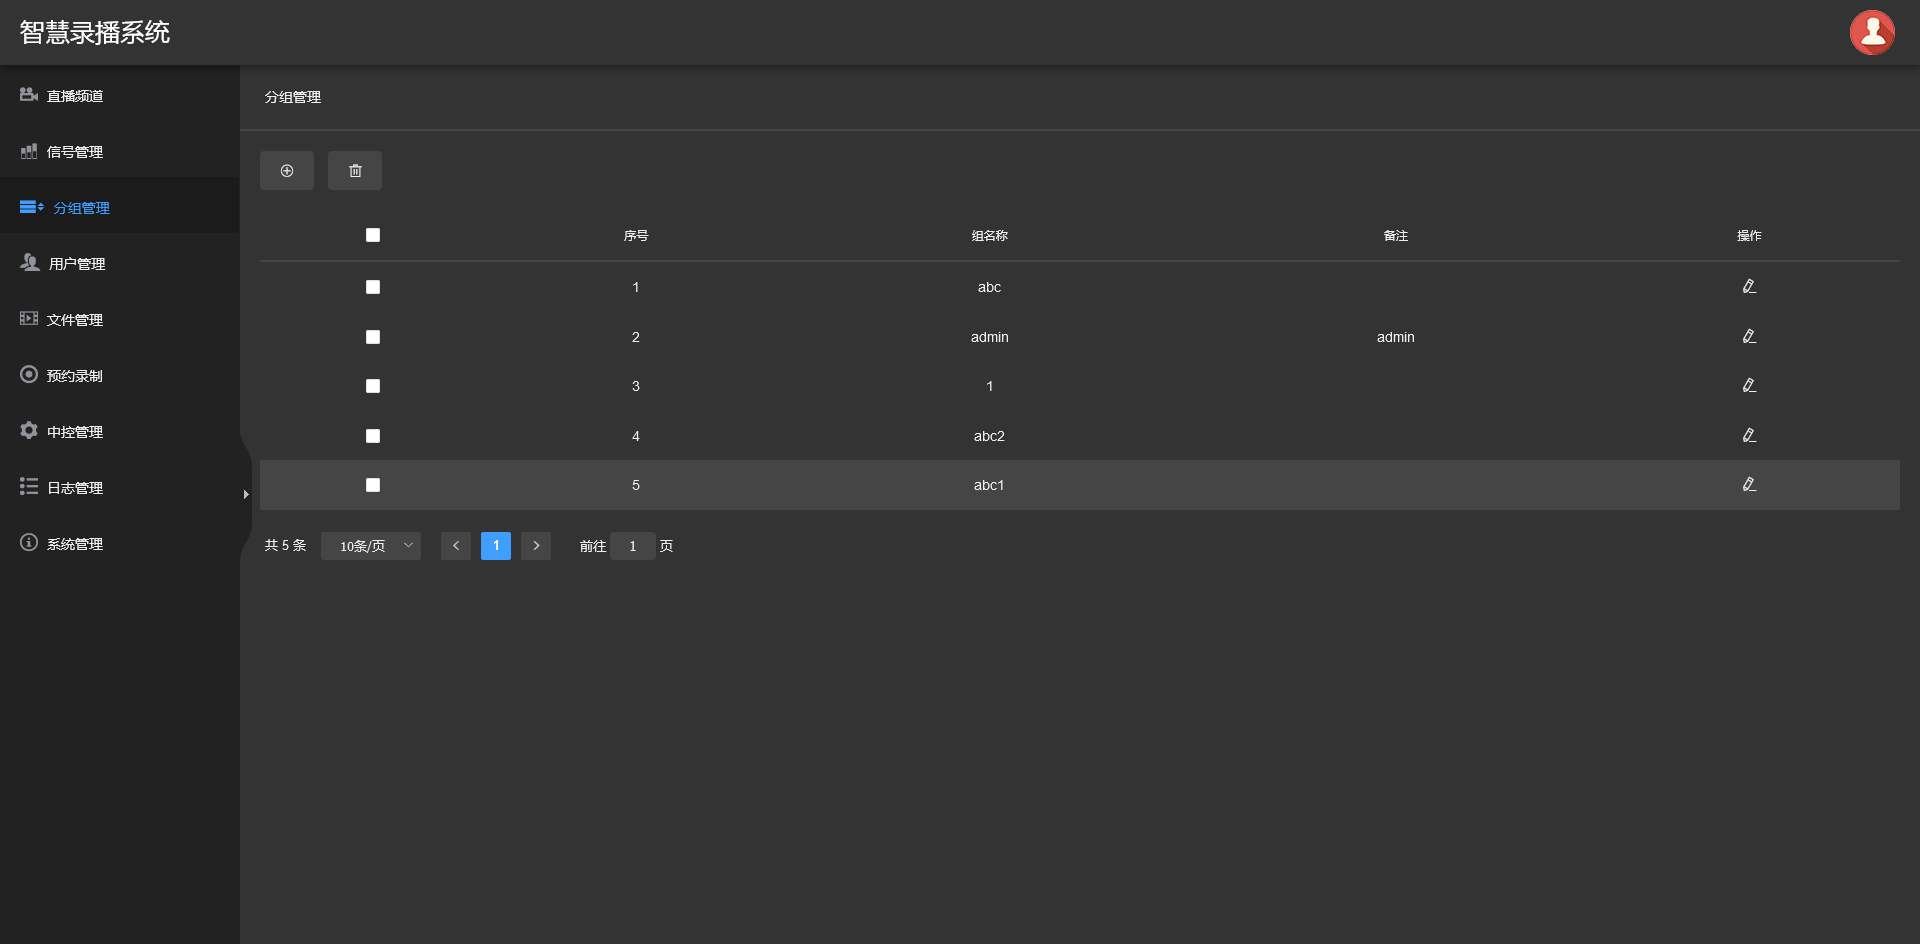 智慧录播系统
直播频道
信号管理
分组管理
用户管理
文件管理
预约录制
中控管理
日志管理
系统管理
分组管理
序号 组名称 备注 操作
1 abc
2 admin admin
3 1
4 abc2
5 abc1
共 5 条 10条/页 1 前往 1 页